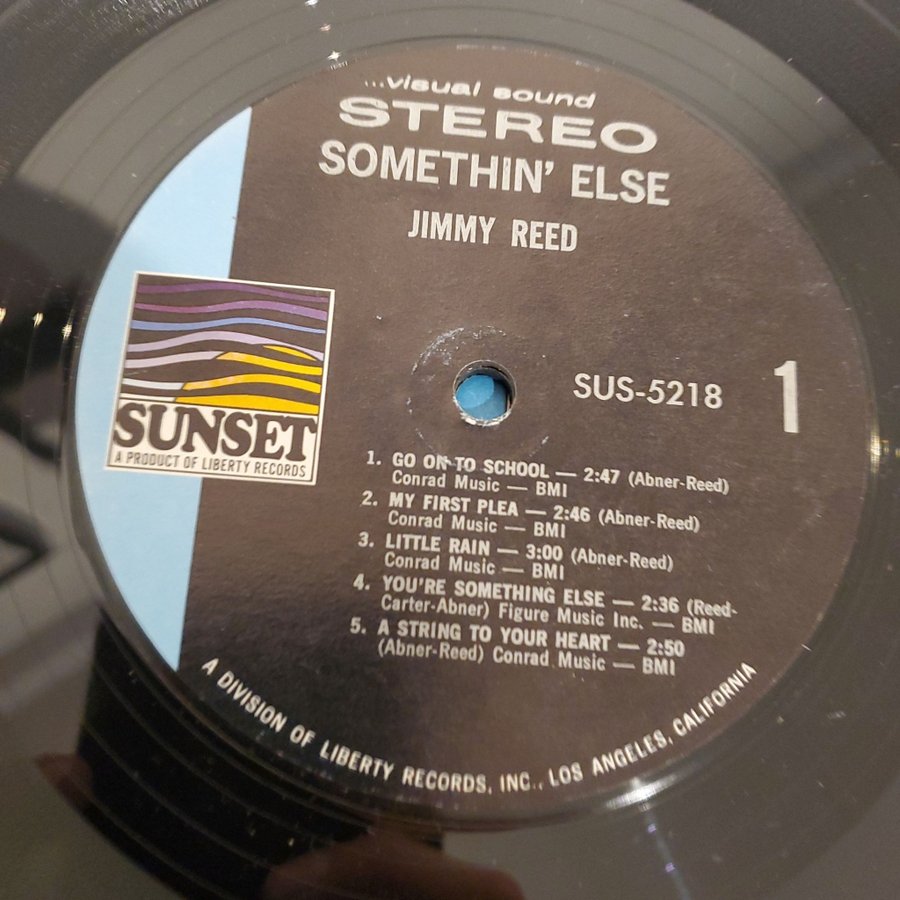 ...visual sound
STEREO
SOMETHIN' ELSE
JIMMY REED
SUNSET
A PRODUCT OF LIBERTY RECORDS
SUS-5218
1
1. GO ON TO SCHOOL — 2:47 (Abner-Reed)
Conrad Music — BMI
2. MY FIRST PLEA — 2:46 (Abner-Reed)
Conrad Music — BMI
3. LITTLE RAIN — 3:00 (Abner-Reed)
Conrad Music — BMI
4. YOU'RE SOMETHING ELSE — 2:36 (Reed-
Carter-Abner) Figure Music Inc. — BMI
5. A STRING TO YOUR HEART — 2:50
(Abner-Reed) Conrad Music — BMI
A DIVISION OF LIBERTY RECORDS, INC., LOS ANGELES, CALIFORNIA